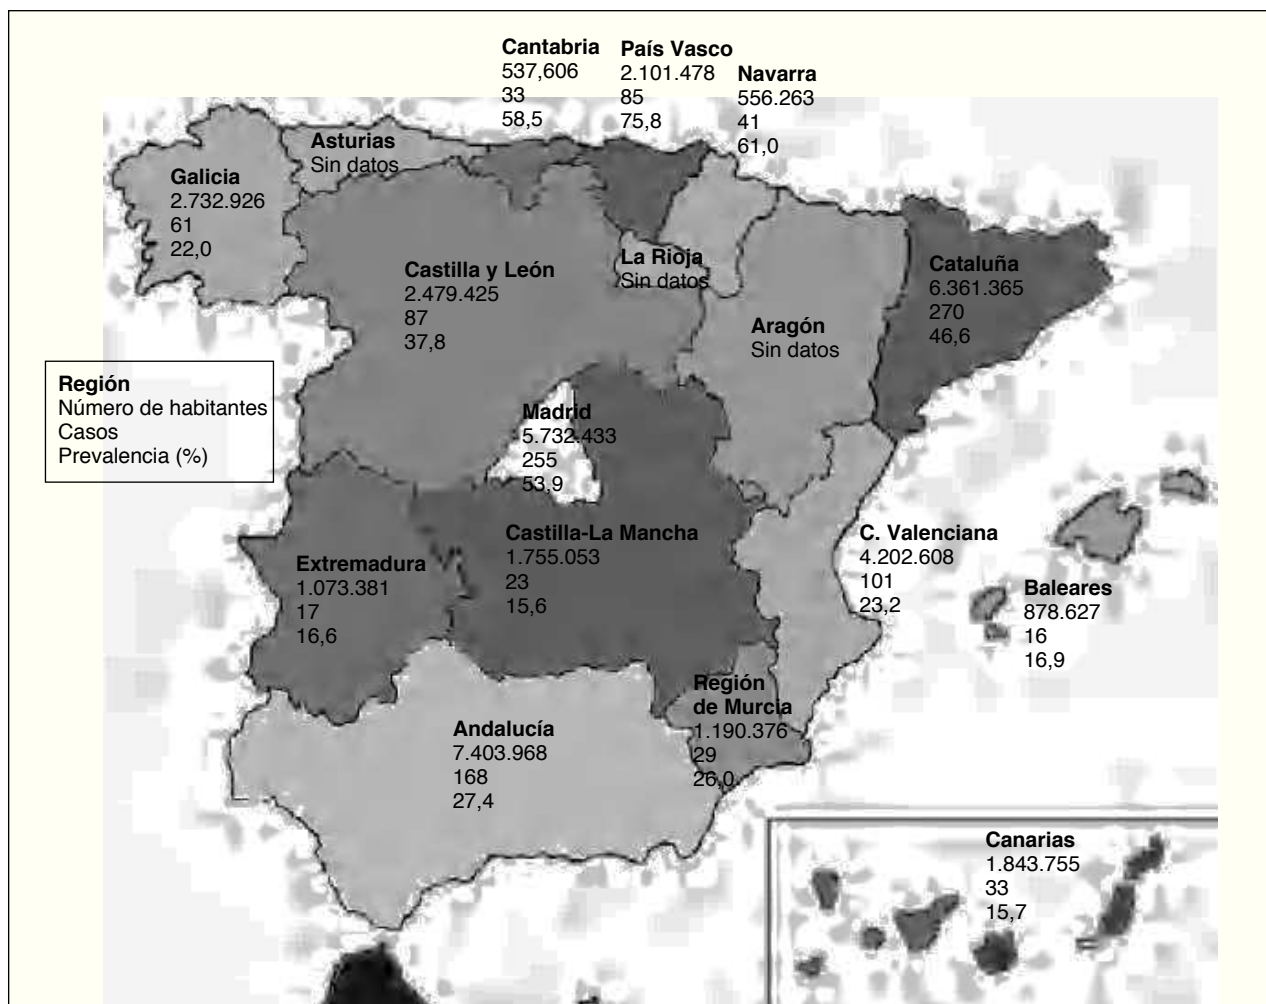 Cantabria
537,606
33
58,5
País Vasco
2.101.478
85
75,8
Navarra
556.263
41
61,0
Asturias
Sin datos
Galicia
2.732.926
61
22,0
Castilla y León
2.479.425
87
37,8
La Rioja
Sin datos
Cataluña
6.361.365
270
46,6
Aragón
Sin datos
Región
Número de habitantes
Casos
Prevalencia (%)
Madrid
5.732.433
255
53,9
Castilla-La Mancha
1.755.053
23
15,6
C. Valenciana
4.202.608
101
23,2
Extremadura
1.073.381
17
16,6
Baleares
878.627
16
16,9
Región
de Murcia
1.190.376
29
26,0
Andalucía
7.403.968
168
27,4
Canarias
1.843.755
33
15,7